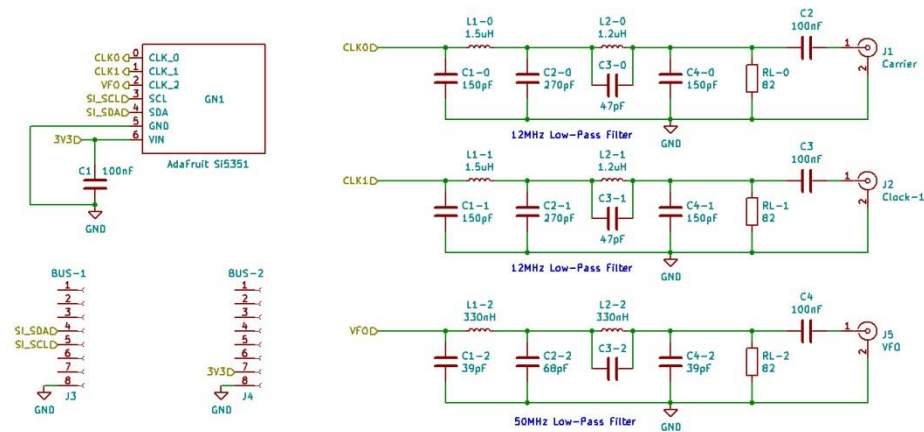 CLK0
CLK1
VFO
SI_SCL
SI_SDA
3V3
0
1
2
3
4
5
6
CLK_0
CLK_1
CLK_2
SCL
SDA
GND
VIN
GN1
AdaFruit Si5351
C1
100nF
GND
CLK0
L1-0
1.5uH
L2-0
1.2uH
C1-0
150pF
C2-0
270pF
C3-0
47pF
C4-0
150pF
RL-0
82
C2
100nF
1
2
J1
Carrier
GND
12MHz Low-Pass Filter
CLK1
L1-1
1.5uH
L2-1
1.2uH
C1-1
150pF
C2-1
270pF
C3-1
47pF
C4-1
150pF
RL-1
82
C3
100nF
1
2
J2
Clock-1
GND
12MHz Low-Pass Filter
BUS-1
1
2
3
4
5
6
7
8
SI_SDA
SI_SCL
GND
J3
BUS-2
1
2
3
4
5
6
7
8
3V3
GND
J4
VFO
L1-2
330nH
L2-2
330nH
C1-2
39pF
C2-2
68pF
C3-2
C4-2
39pF
RL-2
82
C4
100nF
1
2
J5
VFO
GND
50MHz Low-Pass Filter